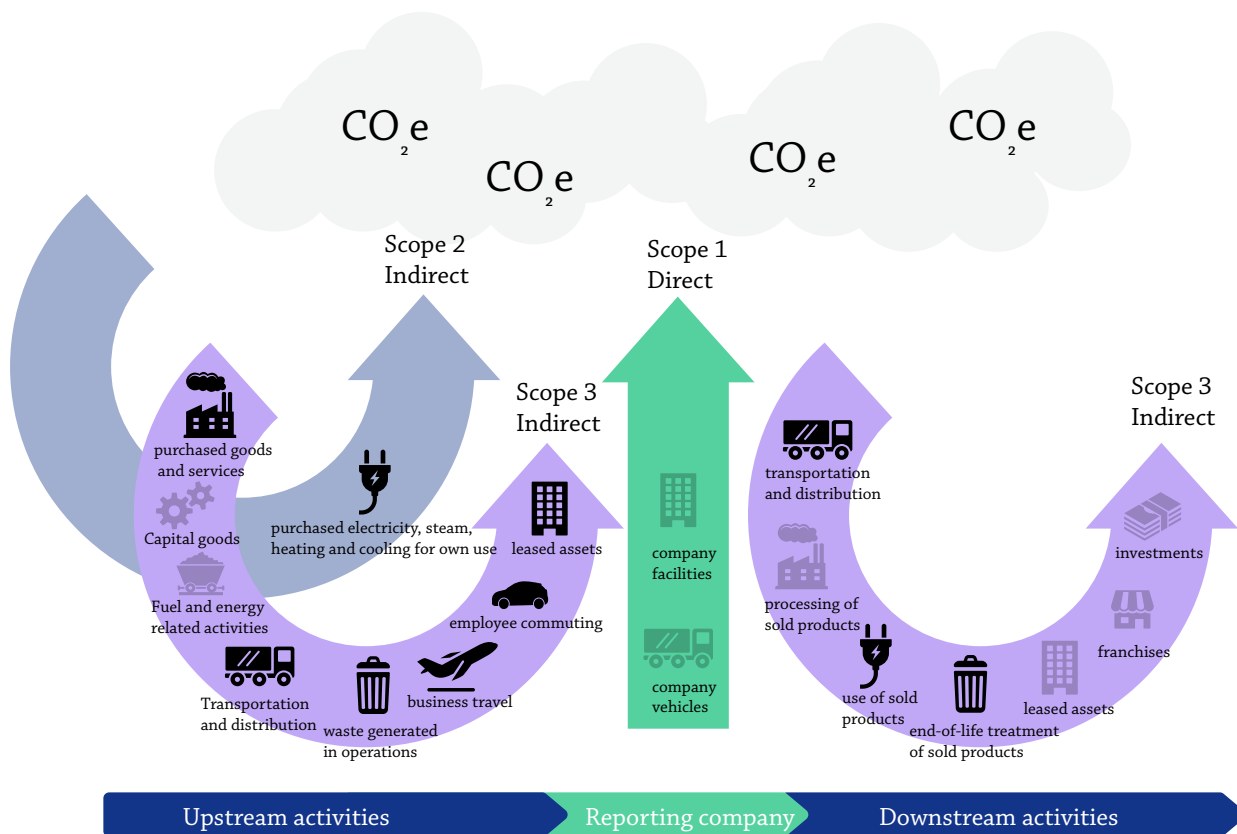 CO₂e
CO₂e
CO₂e
CO₂e
Scope 2
Indirect
Scope 1
Direct
Scope 3
Indirect
Scope 3
Indirect
purchased goods
and services
Capital goods
Fuel and energy
related activities
Transportation
and distribution
waste generated
in operations
business travel
employee commuting
leased assets
purchased electricity, steam,
heating and cooling for own use
company
facilities
company
vehicles
transportation
and distribution
processing of
sold products
use of sold
products
end-of-life treatment
of sold products
leased assets
franchises
investments
Upstream activities
Reporting company
Downstream activities